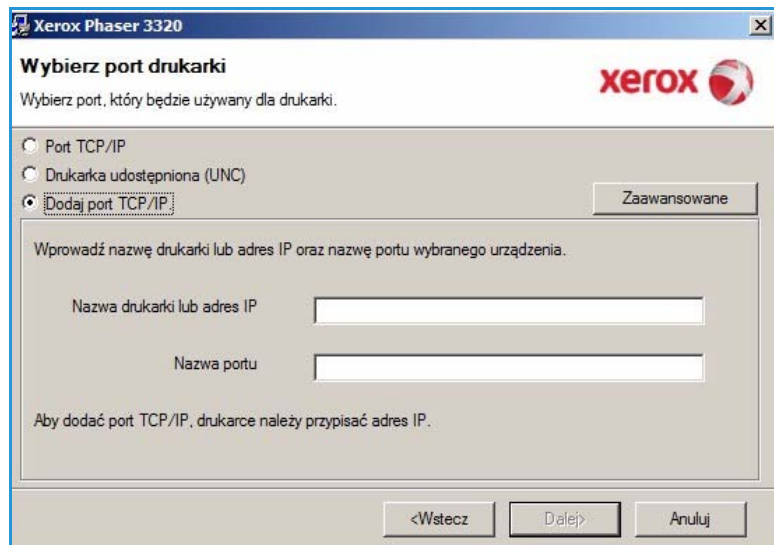 Xerox Phaser 3320
Wybierz port drukarki
Wybierz port, który będzie używany dla drukarki.
xerox
Port TCP/IP
Drukarka udostępniona (UNC)
Dodaj port TCP/IP.
Zaawansowane
Wprowadź nazwę drukarki lub adres IP oraz nazwę portu wybranego urządzenia.
Nazwa drukarki lub adres IP
Nazwa portu
Aby dodać port TCP/IP, drukarce należy przypisać adres IP.
<Wstecz
Dalej>
Anuluj